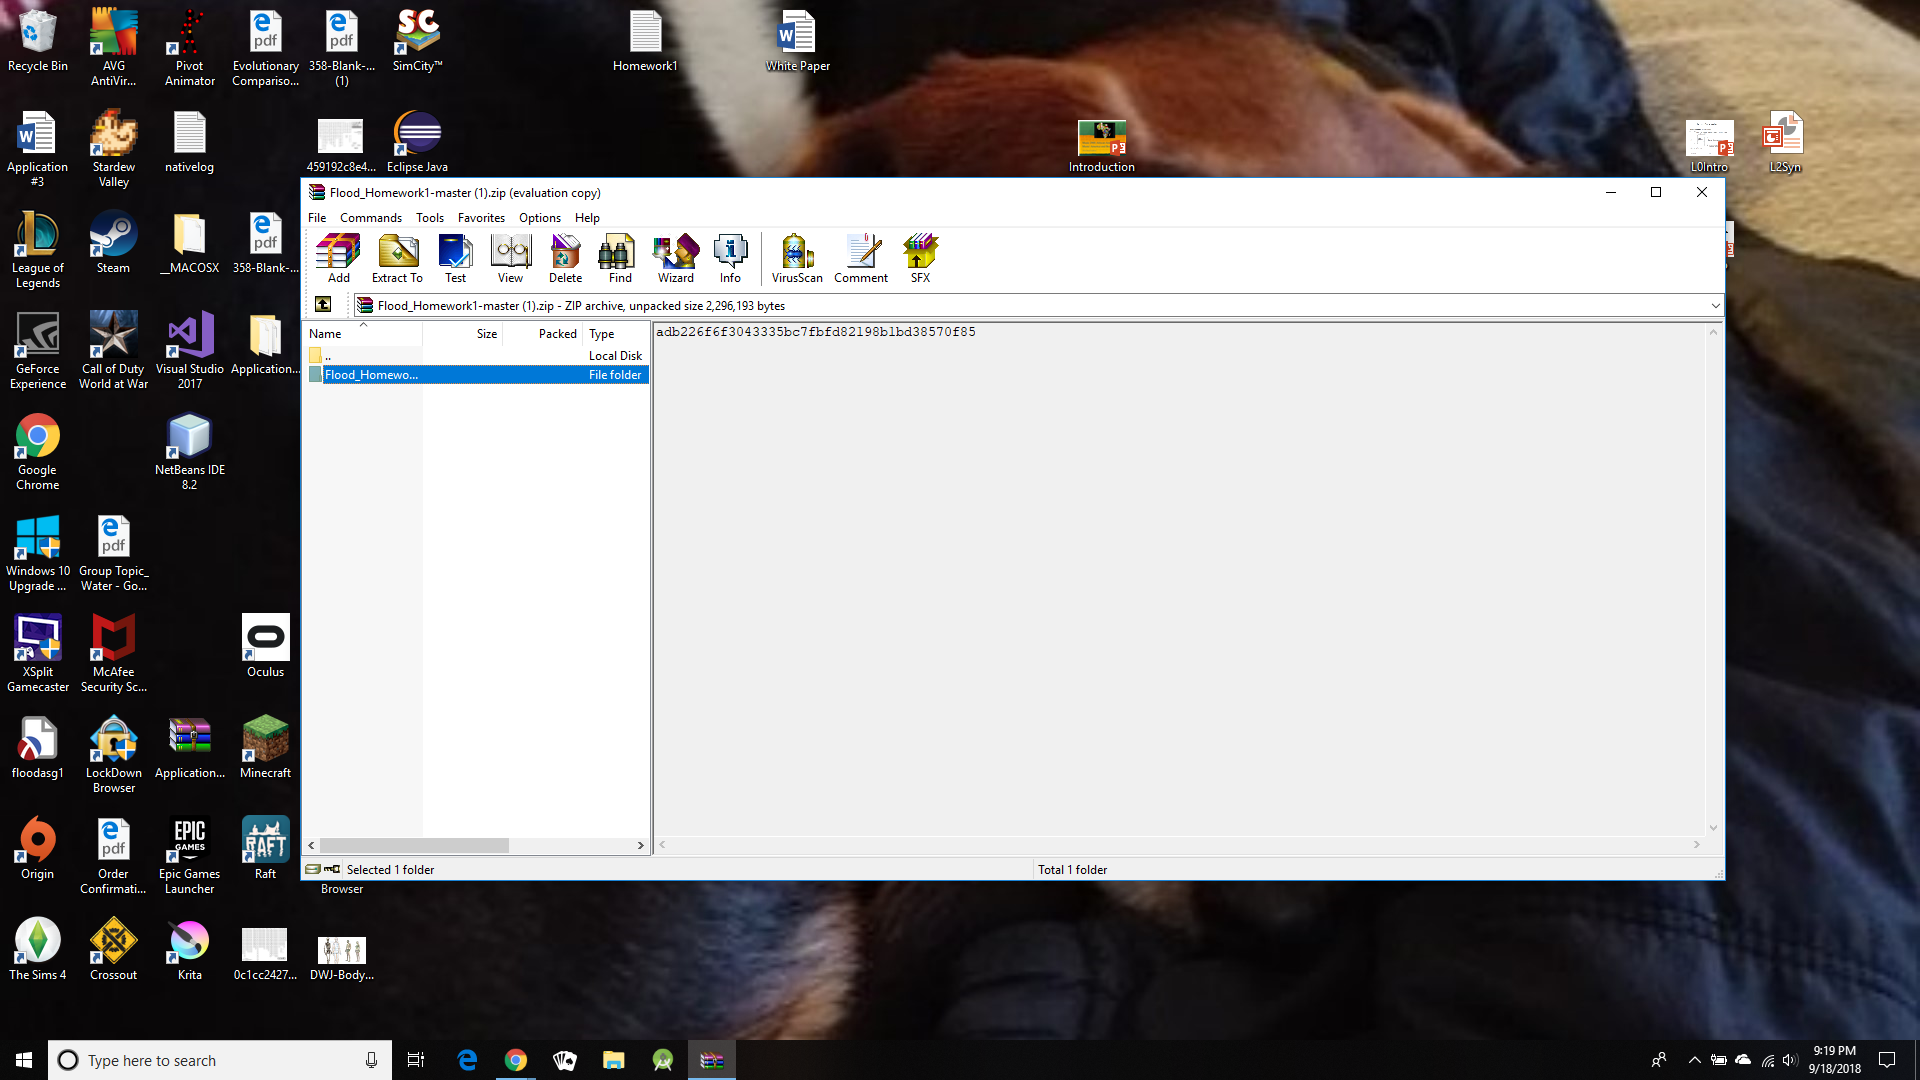 Recycle Bin
AVG
AntiVir...
Pivot
Animator
Evolutionary
Compariso...
358-Blank-...
(1)
SimCity™
Homework1
White Paper
Application
#3
Stardew
Valley
nativelog
459192c8e4...
Eclipse Java
Introduction
L0Intro
L2Syn
League of
Legends
Steam
__MACOSX
358-Blank-...
GeForce
Experience
Call of Duty
World at War
Visual Studio
2017
Application...
Google
Chrome
NetBeans IDE
8.2
Windows 10
Upgrade ...
Group Topic_
Water - Go...
XSplit
Gamecaster
McAfee
Security Sc...
Oculus
floodasg1
LockDown
Browser
Application...
Minecraft
Origin
Order
Confirmati...
Epic Games
Launcher
Raft
Browser
The Sims 4
Crossout
Krita
0c1cc2427...
DWJ-Body...
Flood_Homework1-master (1).zip (evaluation copy)
File Commands Tools Favorites Options Help
Add Extract To Test View Delete Find Wizard Info VirusScan Comment SFX
Flood_Homework1-master (1).zip - ZIP archive, unpacked size 2,296,193 bytes
Name Size Packed Type
.. Local Disk
Flood_Homewo... File folder
adb226f6f3043335bc7fbfd82198b1bd38570f85
Selected 1 folder
Total 1 folder
Type here to search
9:19 PM
9/18/2018